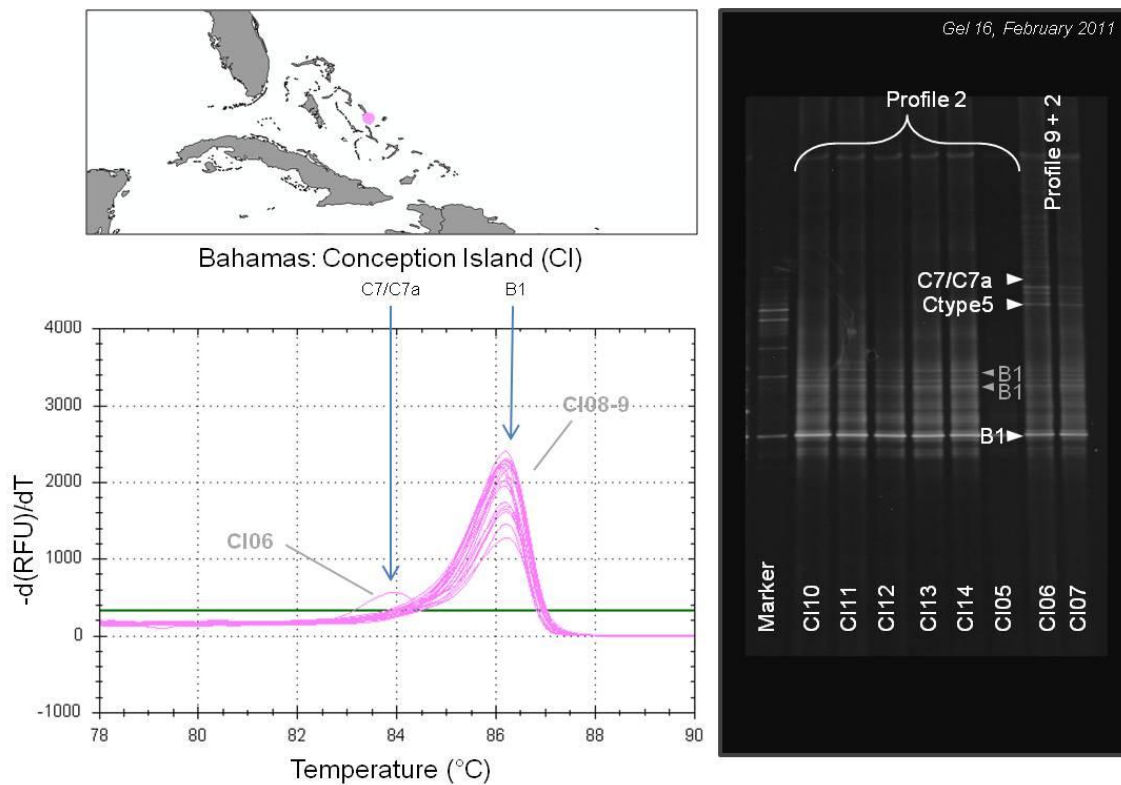 Bahamas: Conception Island (CI)
C7/C7a
B1
4000
3000
2000
1000
0
-1000
-d(RFU)/dT
CI06
CI08-9
78
80
82
84
86
88
90
Temperature (°C)
Gel 16, February 2011
Profile 2
Profile 9 + 2
C7/C7a
Ctype5
B1
B1
B1
Marker
CI10
CI11
CI12
CI13
CI14
CI05
CI06
CI07